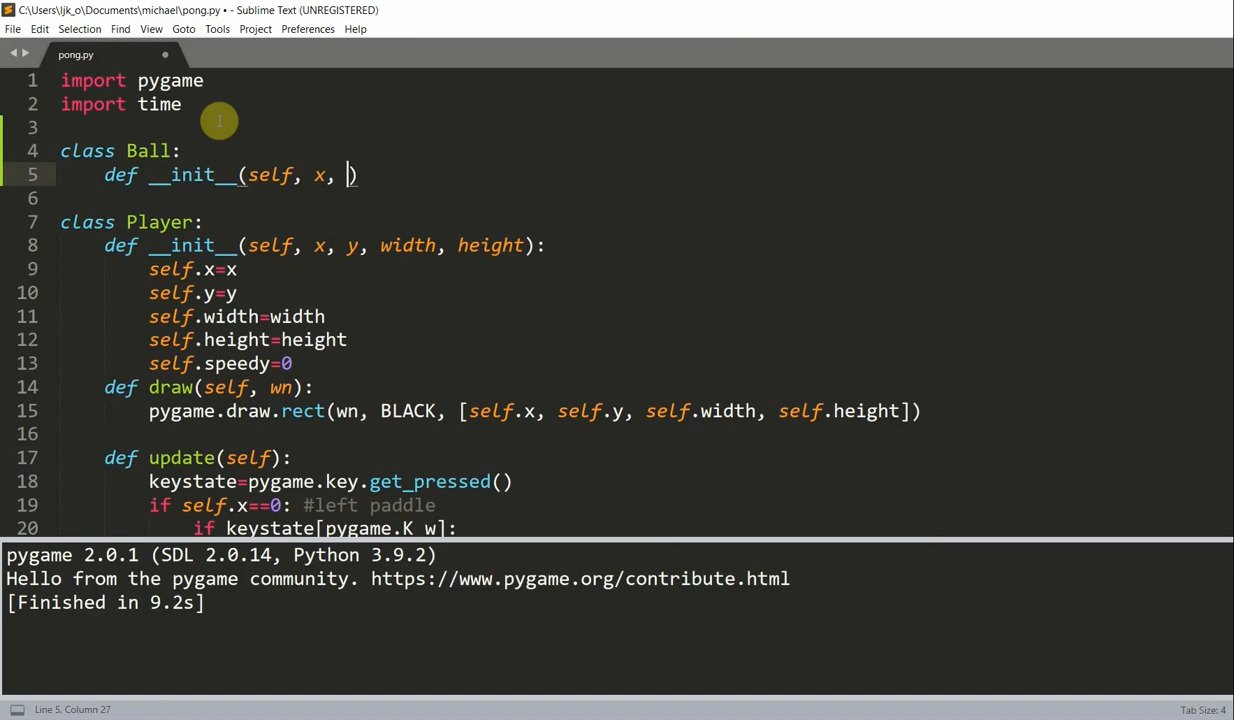 C:\Users\ljk_o\Documents\michael\pong.py • - Sublime Text (UNREGISTERED)
File Edit Selection Find View Goto Tools Project Preferences Help
pong.py
1 import pygame
2 import time
3
4 class Ball:
5 def __init__(self, x, )
6
7 class Player:
8 def __init__(self, x, y, width, height):
9 self.x=x
10 self.y=y
11 self.width=width
12 self.height=height
13 self.speedy=0
14 def draw(self, wn):
15 pygame.draw.rect(wn, BLACK, [self.x, self.y, self.width, self.height])
16
17 def update(self):
18 keystate=pygame.key.get_pressed()
19 if self.x==0: #left paddle
20 if keystate[pygame.K_w]:
pygame 2.0.1 (SDL 2.0.14, Python 3.9.2)
Hello from the pygame community. https://www.pygame.org/contribute.html
[Finished in 9.2s]
Line 5, Column 27 Tab Size: 4